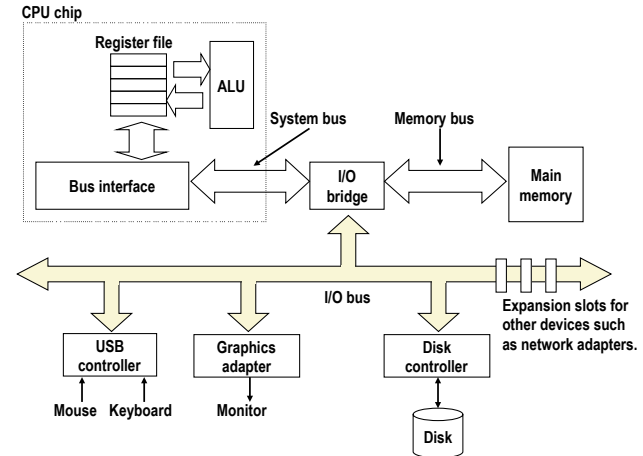 CPU chip
Register file
ALU
System bus
Memory bus
Bus interface
I/O
bridge
Main
memory
I/O bus
Expansion slots for
other devices such
as network adapters.
USB
controller
Graphics
adapter
Disk
controller
Mouse
Keyboard
Monitor
Disk